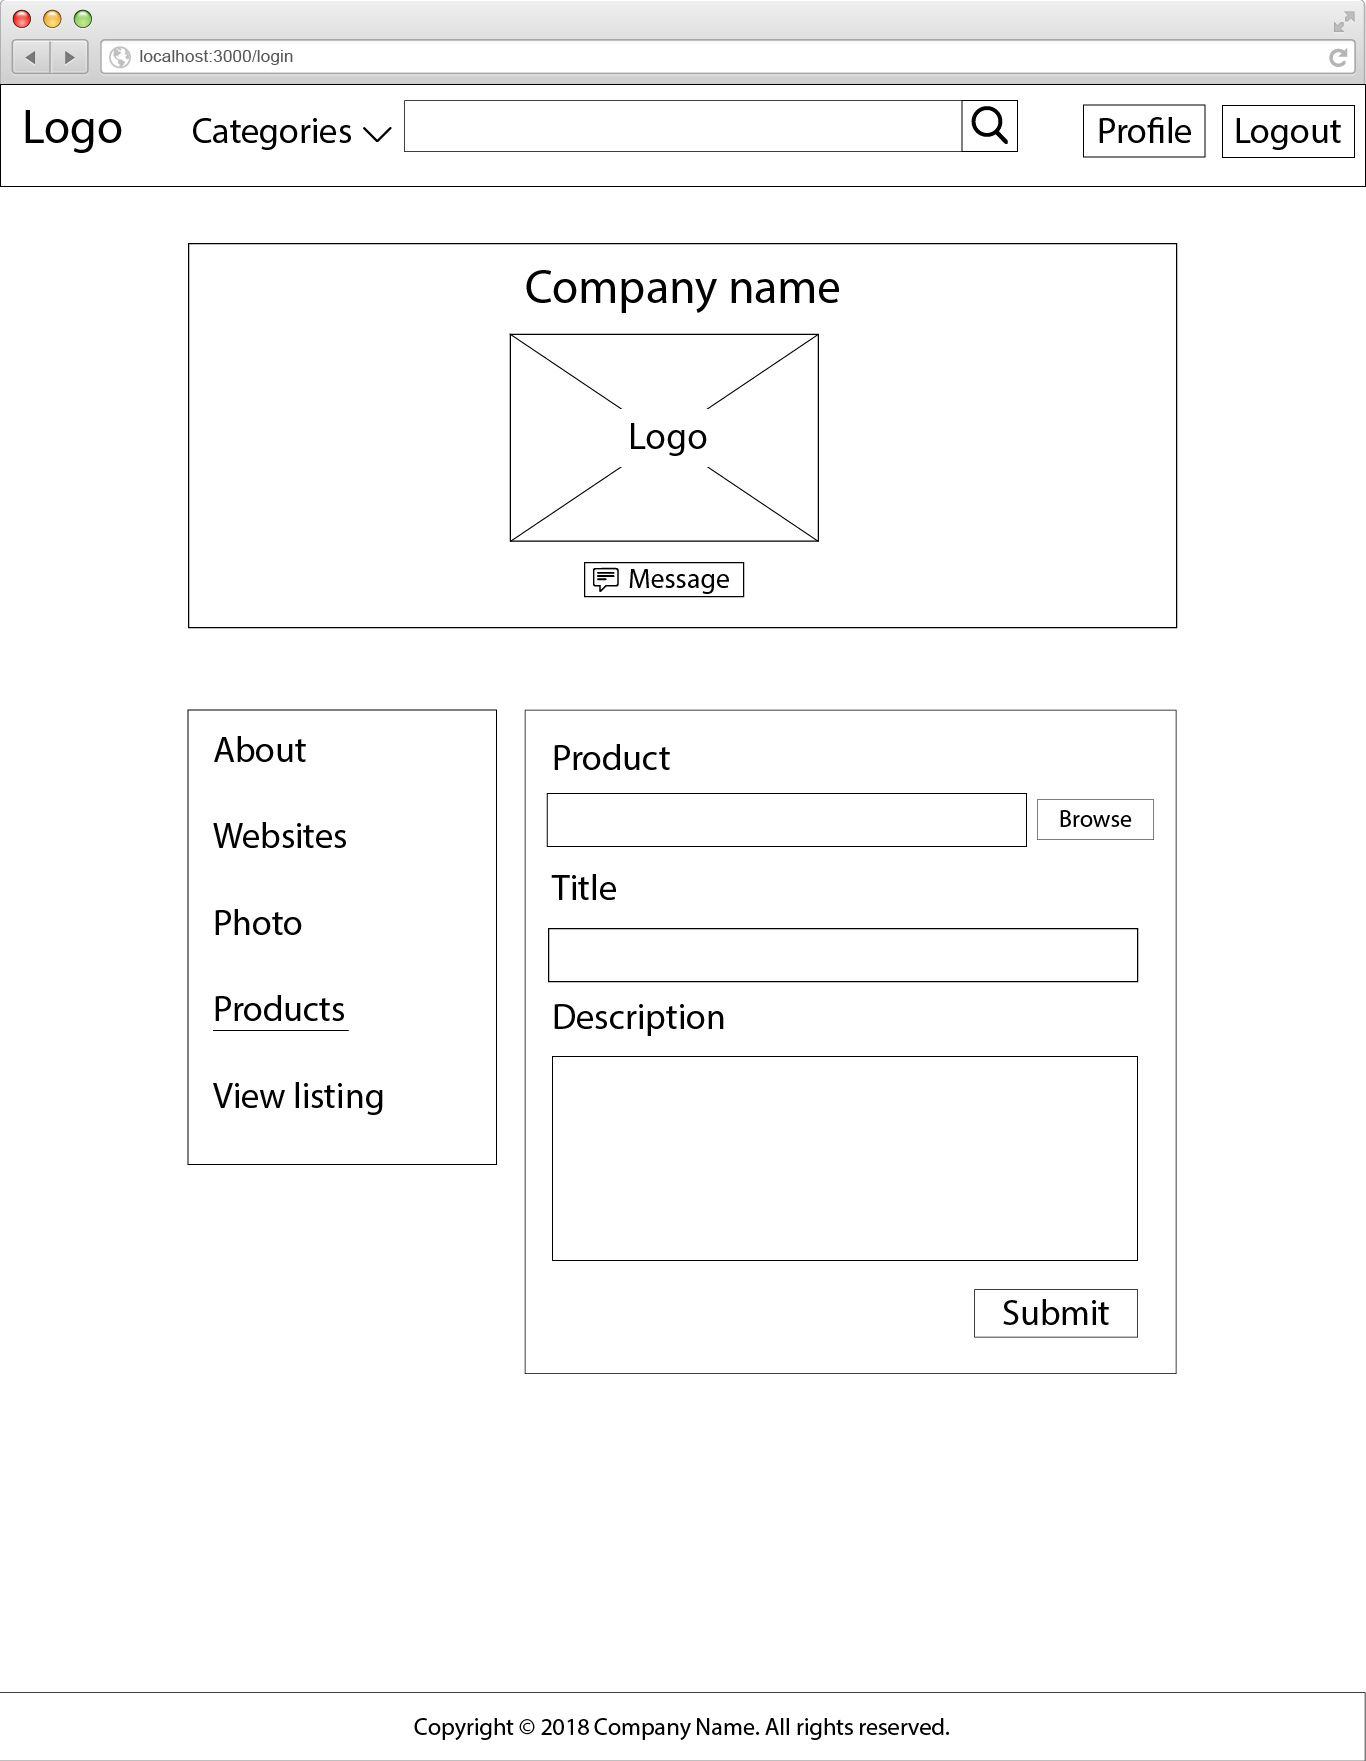 localhost:3000/login
Logo
Categories
Profile
Logout
Company name
Logo
Message
About
Websites
Photo
Products
View listing
Product
Browse
Title
Description
Submit
Copyright © 2018 Company Name. All rights reserved.